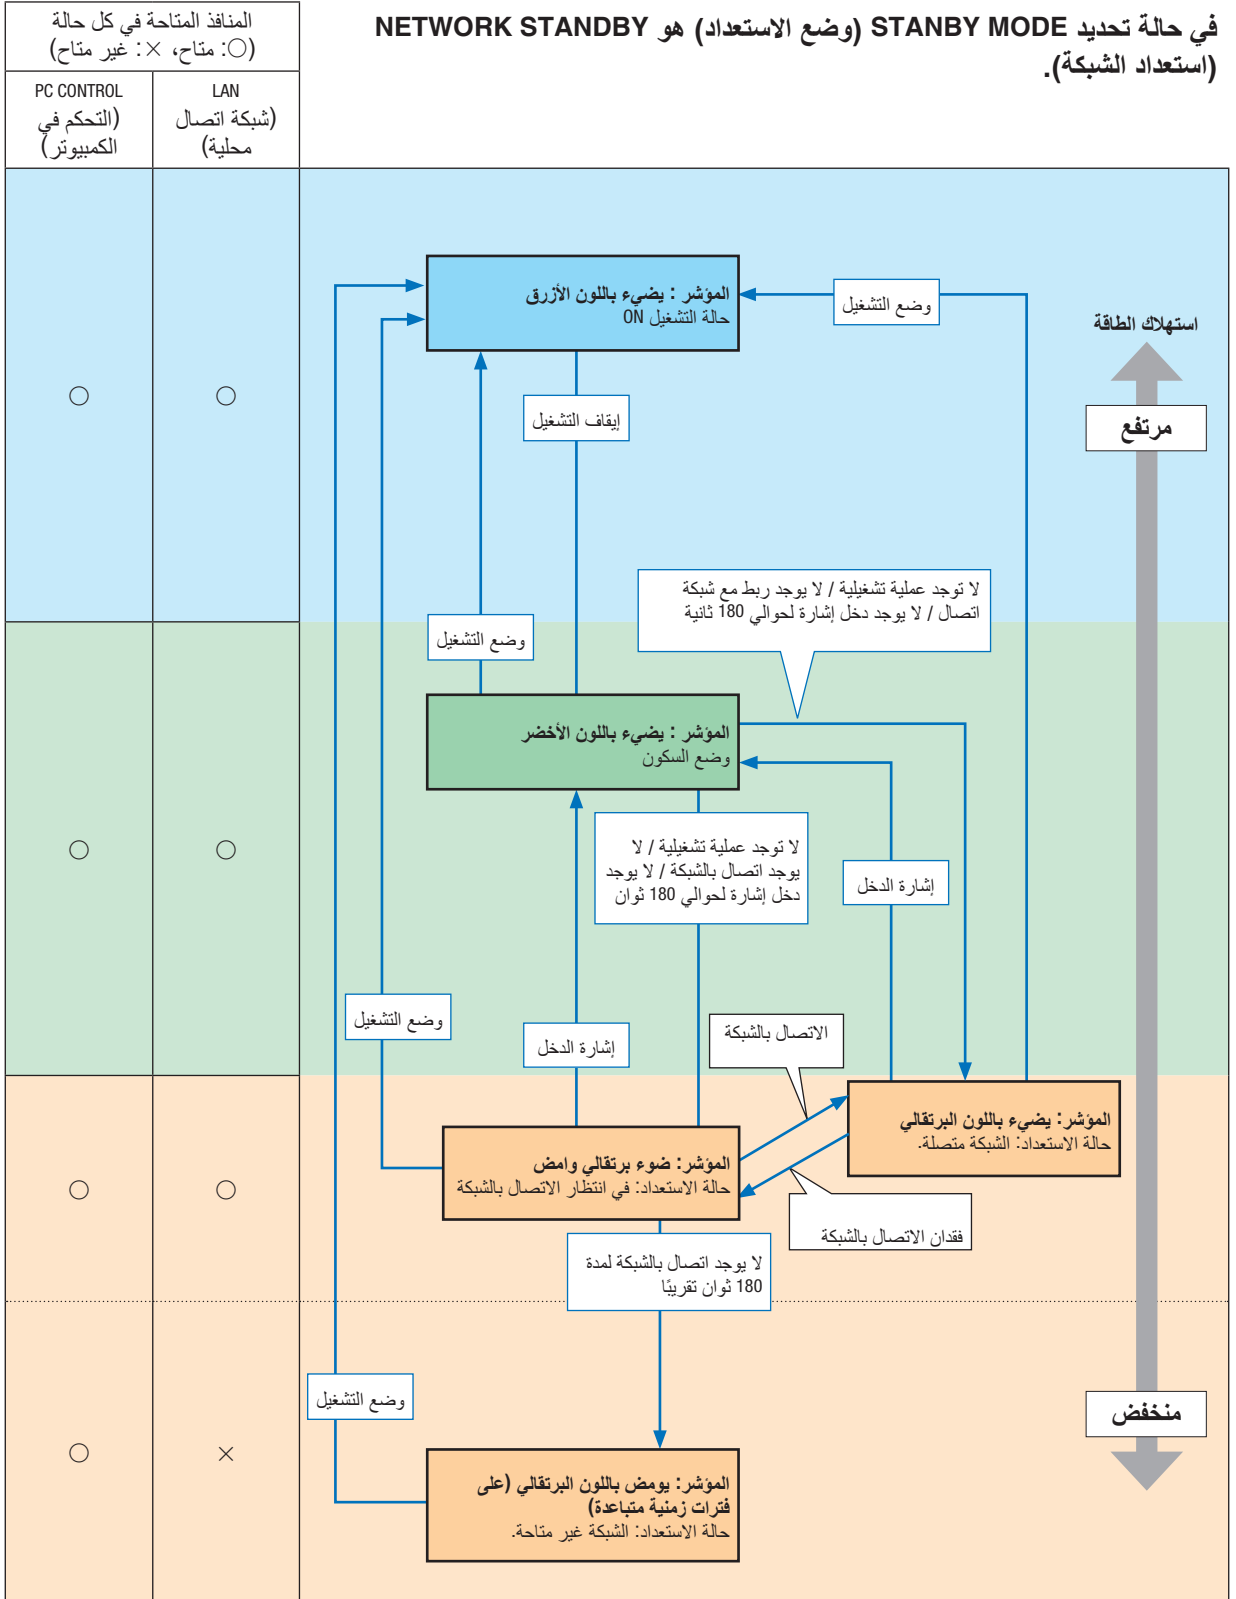 في حالة تحديد STANBY MODE (وضع الاستعداد) هو NETWORK STANDBY
(استعداد الشبكة).
المنافذ المتاحة في كل حالة
(○: متاح، ×: غير متاح)
LAN
(شبكة اتصال
محلية)
PC CONTROL
(التحكم في
الكمبيوتر)
استهلاك الطاقة
مرتفع
وضع التشغيل
المؤشر : يضيء باللون الأزرق
حالة التشغيل ON
إيقاف التشغيل
○
○
لا توجد عملية تشغيلية / لا يوجد ربط مع شبكة
اتصال / لا يوجد دخل إشارة لحوالي 180 ثانية
وضع التشغيل
المؤشر : يضيء باللون الأخضر
وضع السكون
لا توجد عملية تشغيلية / لا
يوجد اتصال بالشبكة / لا يوجد
دخل إشارة لحوالي 180 ثوان
إشارة الدخل
○
○
وضع التشغيل
إشارة الدخل
الاتصال بالشبكة
المؤشر: يضيء باللون البرتقالي
حالة الاستعداد: الشبكة متصلة.
المؤشر: ضوء برتقالي وامض
حالة الاستعداد: في انتظار الاتصال بالشبكة
○
○
فقدان الاتصال بالشبكة
لا يوجد اتصال بالشبكة لمدة
180 ثوان تقريبًا
وضع التشغيل
منخفض
×
○
المؤشر: يومض باللون البرتقالي (على
فترات زمنية متباعدة)
حالة الاستعداد: الشبكة غير متاحة.